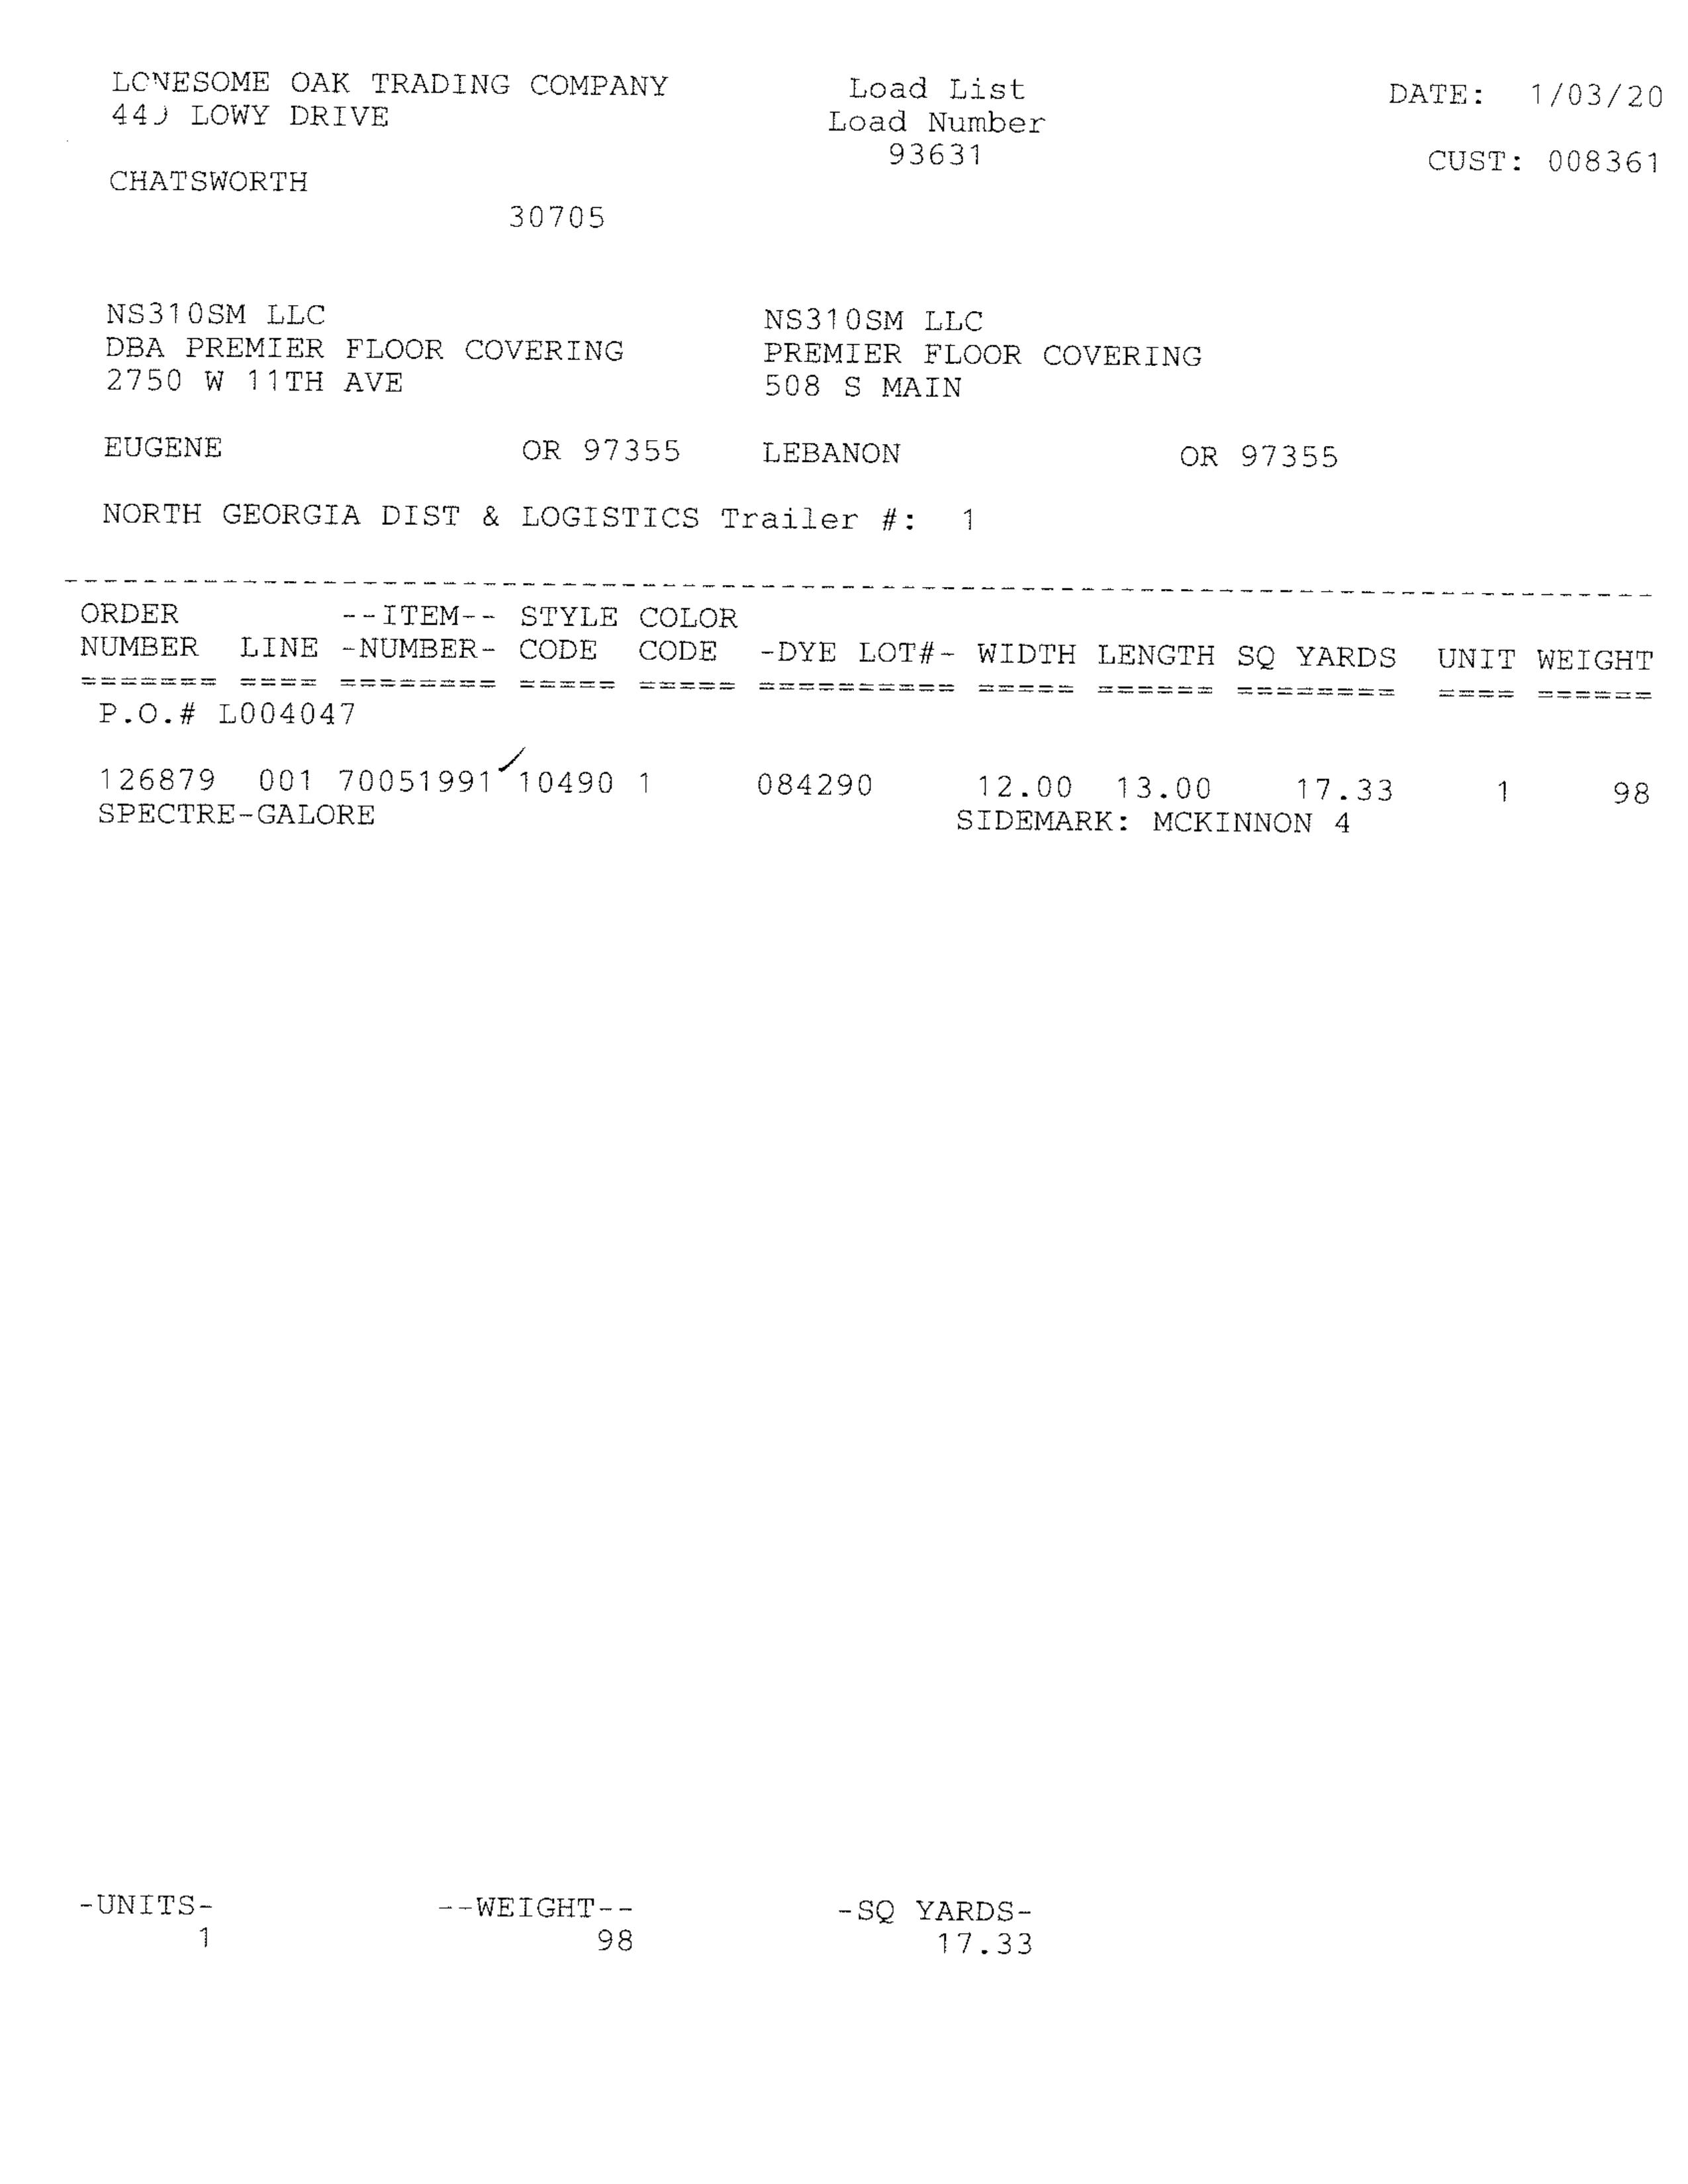 LONESOME OAK TRADING COMPANY
LOWY DRIVE
CHATSWORTH
30705
Load List
Load Number
93631
DATE: 1/03/20
CUST: 008361
NS310SM LLC
DBA PREMIER FLOOR COVERING
2750 W 11TH AVE
EUGENE OR 97355
NS310SM LLC
PREMIER FLOOR COVERING
508 S MAIN
LEBANON OR 97355
NORTH GEORGIA DIST & LOGISTICS Trailer #: 1
ORDER --ITEM-- STYLE COLOR
NUMBER LINE -NUMBER- CODE CODE -DYE LOT#- WIDTH LENGTH SQ YARDS UNIT WEIGHT
======= ==== ======== ===== ===== ========== ===== ====== ======== ==== ======
P.O.# L004047
126879 001 70051991 10490 1 084290 12.00 13.00 17.33 1 98
SPECTRE-GALORE SIDEMARK: MCKINNON 4
-UNITS- --WEIGHT-- -SQ YARDS-
1 98 17.33